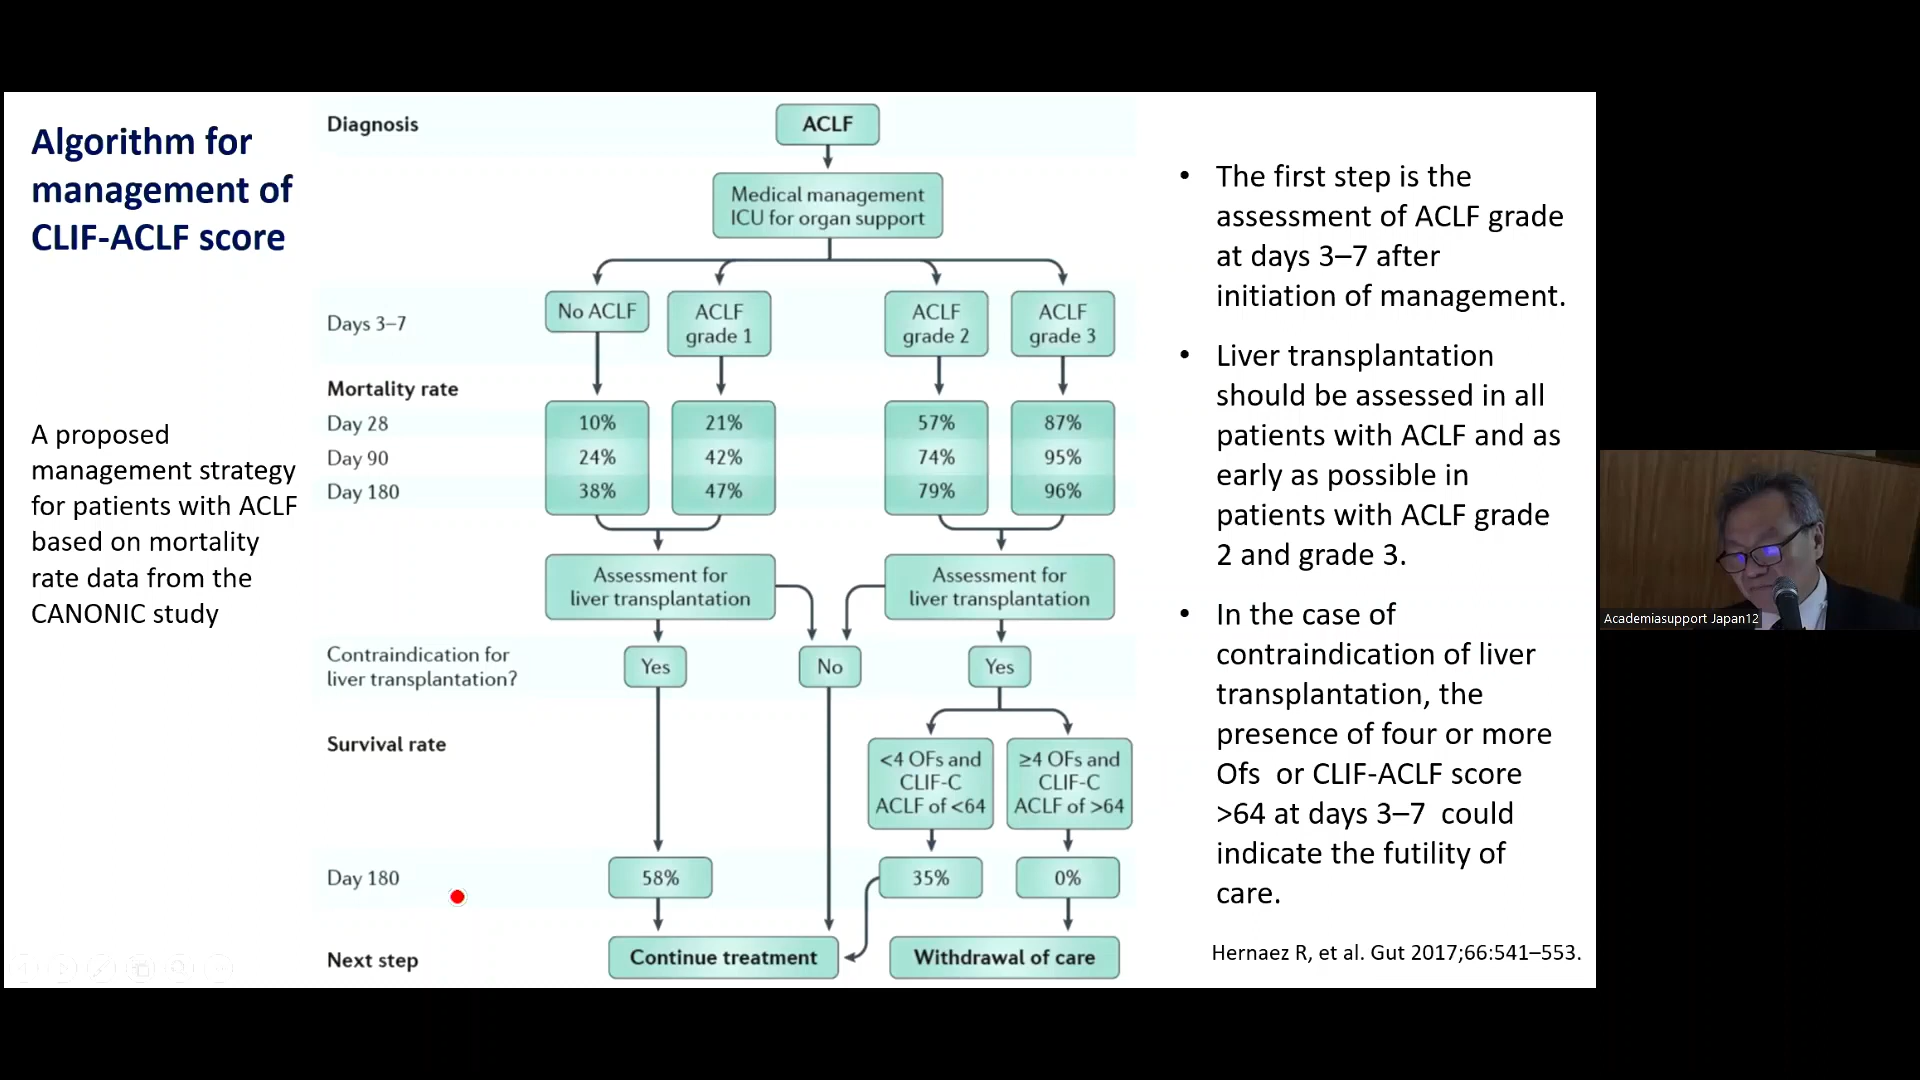 Algorithm for
management of
CLIF-ACLF score
A proposed
management strategy
for patients with ACLF
based on mortality
rate data from the
CANONIC study
Diagnosis
ACLF
Medical management
ICU for organ support
Days 3–7
No ACLF
ACLF
grade 1
ACLF
grade 2
ACLF
grade 3
Mortality rate
Day 28
10%
21%
57%
87%
Day 90
24%
42%
74%
95%
Day 180
38%
47%
79%
96%
Assessment for
liver transplantation
Assessment for
liver transplantation
Contraindication for
liver transplantation?
Yes
No
Yes
Survival rate
<4 OFs and
CLIF-C
ACLF of <64
≥4 OFs and
CLIF-C
ACLF of >64
Day 180
58%
35%
0%
Next step
Continue treatment
Withdrawal of care
• The first step is the
assessment of ACLF grade
at days 3–7 after
initiation of management.
• Liver transplantation
should be assessed in all
patients with ACLF and as
early as possible in
patients with ACLF grade
2 and grade 3.
• In the case of
contraindication of liver
transplantation, the
presence of four or more
Ofs or CLIF-ACLF score
>64 at days 3–7 could
indicate the futility of
care.
Hernaez R, et al. Gut 2017;66:541–553.
Academiasupport Japan12